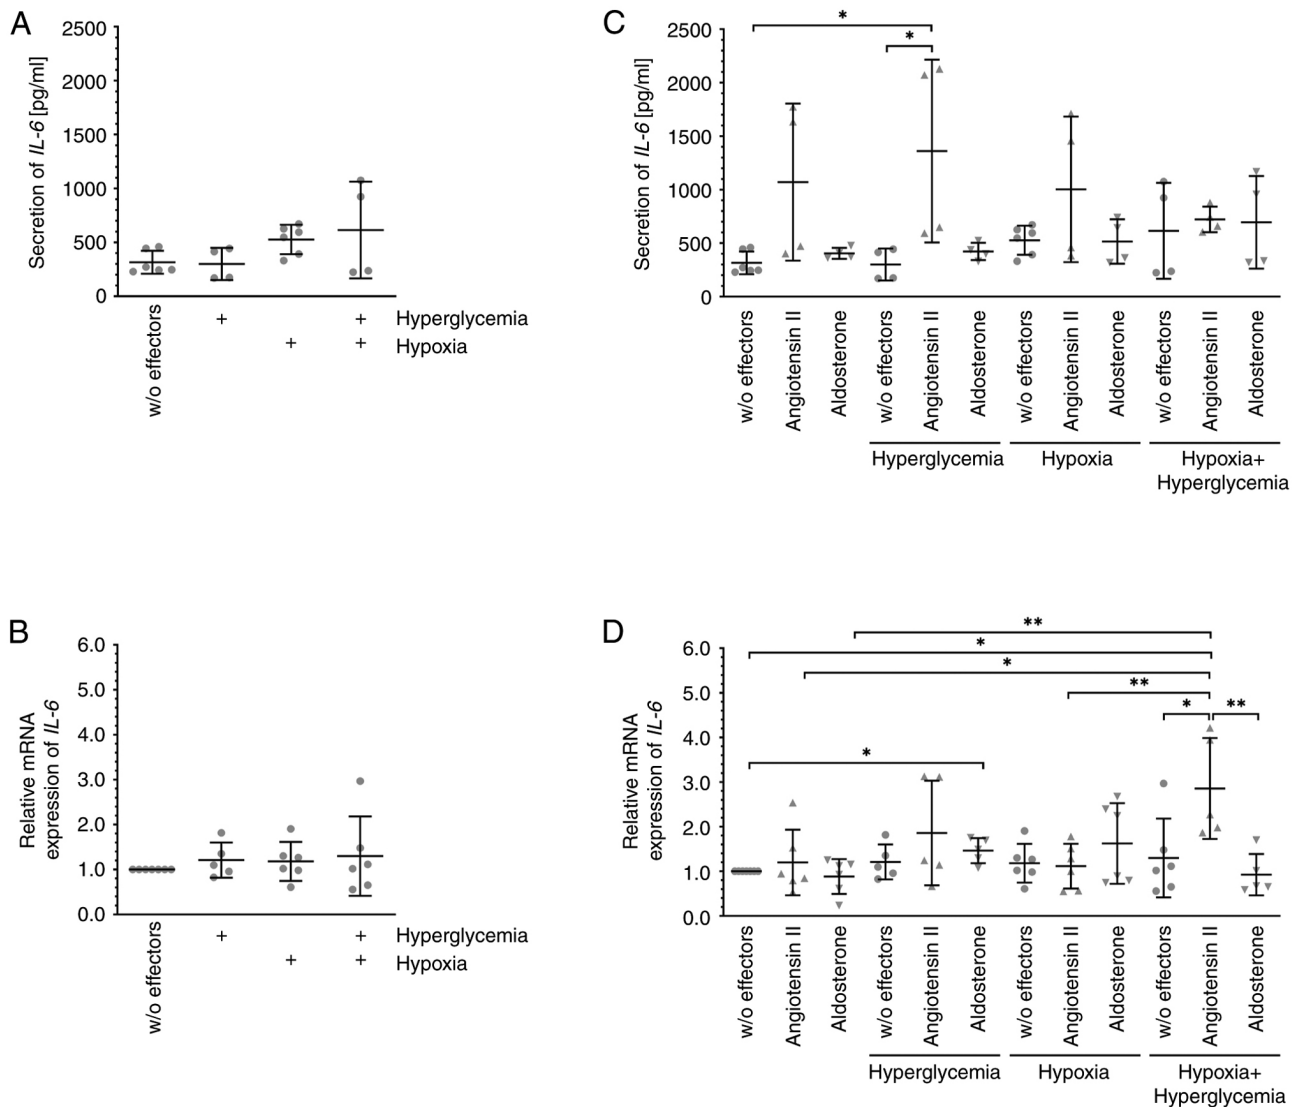 A
Secretion of IL-6 [pg/ml]
2500
2000
1500
1000
500
0
w/o effectors
+ + Hyperglycemia
+ + Hypoxia
C
Secretion of IL-6 [pg/ml]
2500
2000
1500
1000
500
0
*
*
w/o effectors
Angiotensin II
Aldosterone
w/o effectors
Angiotensin II
Aldosterone
w/o effectors
Angiotensin II
Aldosterone
w/o effectors
Angiotensin II
Aldosterone
Hyperglycemia
Hypoxia
Hypoxia+
Hyperglycemia
B
Relative mRNA
expression of IL-6
6.0
5.0
4.0
3.0
2.0
1.0
0.0
w/o effectors
+ + Hyperglycemia
+ + Hypoxia
D
Relative mRNA
expression of IL-6
6.0
5.0
4.0
3.0
2.0
1.0
0.0
**
*
*
**
* **
*
w/o effectors
Angiotensin II
Aldosterone
w/o effectors
Angiotensin II
Aldosterone
w/o effectors
Angiotensin II
Aldosterone
w/o effectors
Angiotensin II
Aldosterone
Hyperglycemia
Hypoxia
Hypoxia+
Hyperglycemia